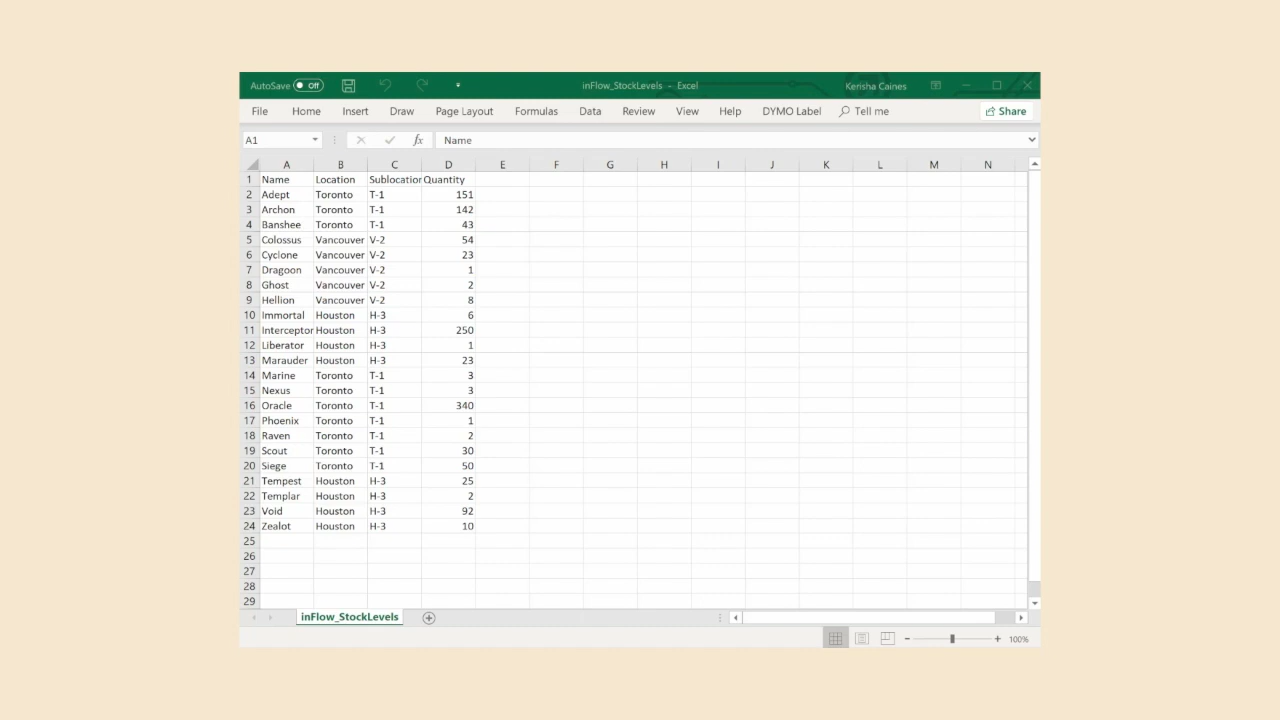 AutoSave Off inFlow_StockLevels - Excel Kerisha Caines
File Home Insert Draw Page Layout Formulas Data Review View Help DYMO Label Tell me Share
A1 fx Name
A B C D E F G H I J K L M N
1 Name Location Sublocation Quantity
2 Adept Toronto T-1 151
3 Archon Toronto T-1 142
4 Banshee Toronto T-1 43
5 Colossus Vancouver V-2 54
6 Cyclone Vancouver V-2 23
7 Dragoon Vancouver V-2 1
8 Ghost Vancouver V-2 2
9 Hellion Vancouver V-2 8
10 Immortal Houston H-3 6
11 Interceptor Houston H-3 250
12 Liberator Houston H-3 1
13 Marauder Houston H-3 23
14 Marine Toronto T-1 3
15 Nexus Toronto T-1 3
16 Oracle Toronto T-1 340
17 Phoenix Toronto T-1 1
18 Raven Toronto T-1 2
19 Scout Toronto T-1 30
20 Siege Toronto T-1 50
21 Tempest Houston H-3 25
22 Templar Houston H-3 2
23 Void Houston H-3 92
24 Zealot Houston H-3 10
25
26
27
28
29
inFlow_StockLevels
100%